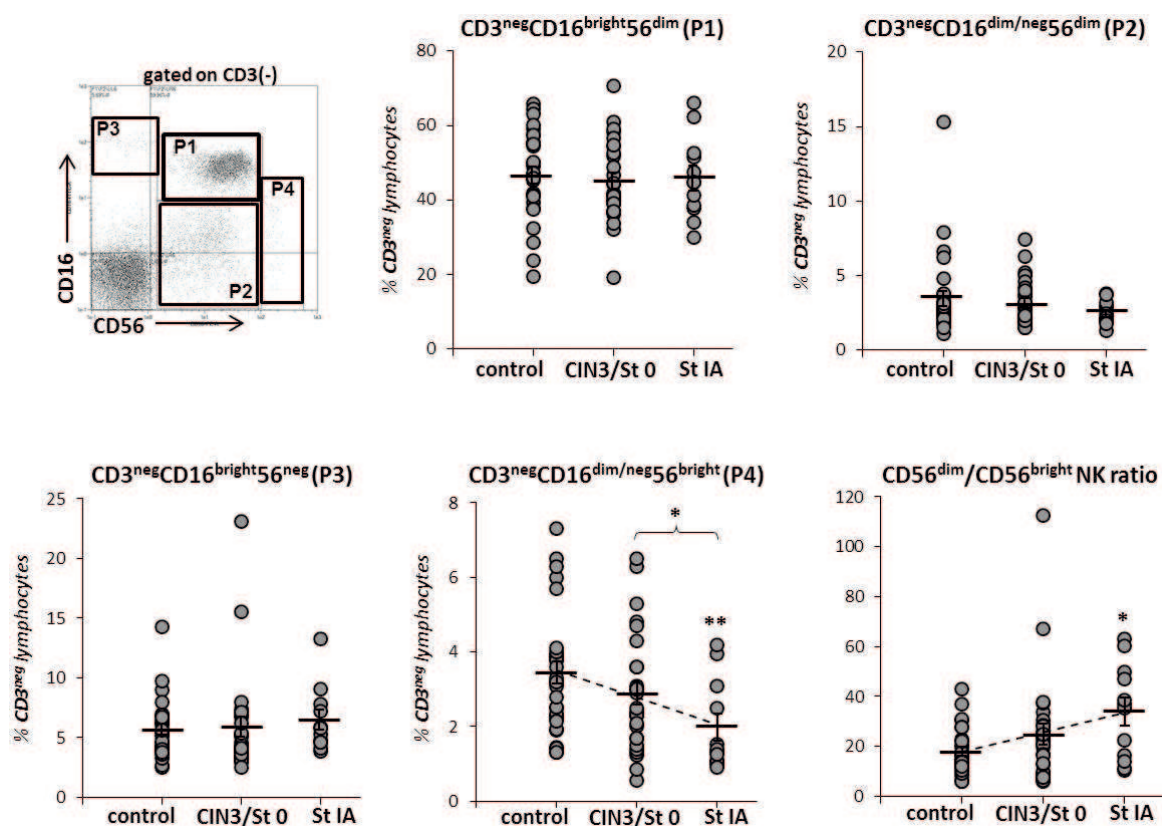 gated on CD3(-)
P3
P1
P4
P2
CD16
CD56
CD3negCD16bright56dim (P1)
% CD3neg lymphocytes
80
60
40
20
0
control CIN3/St 0 St IA
CD3negCD16dim/neg56dim (P2)
20
15
10
5
0
control CIN3/St 0 St IA
CD3negCD16bright56neg (P3)
% CD3neg lymphocytes
25
20
15
10
5
0
control CIN3/St 0 St IA
CD3negCD16dim/neg56bright (P4)
% CD3neg lymphocytes
8
6
4
2
0
*
**
control CIN3/St 0 St IA
CD56dim/CD56bright NK ratio
120
100
80
60
40
20
0
*
control CIN3/St 0 St IA